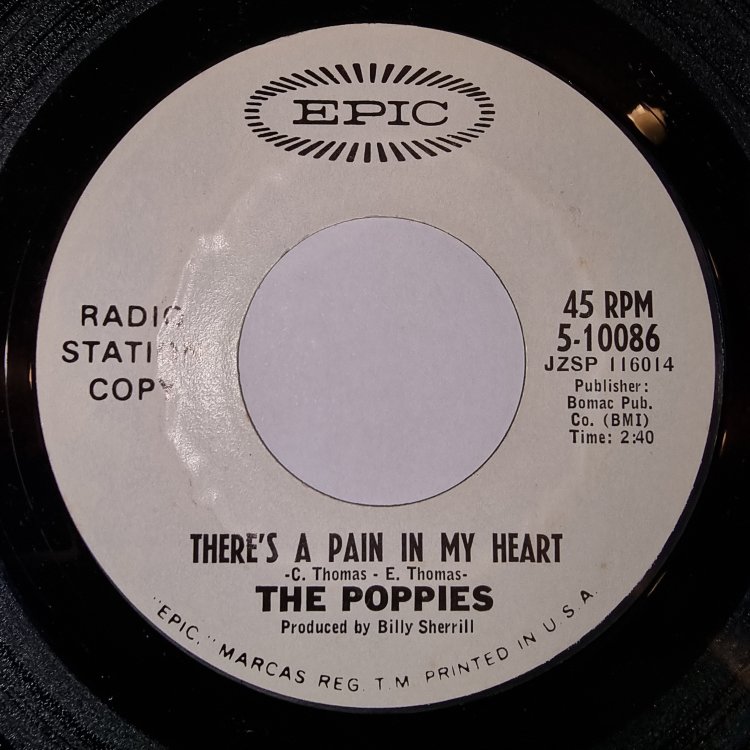 EPIC
RADIO
STATION
COPY
45 RPM
5-10086
JZSP 116014
Publisher:
Bomac Pub.
Co. (BMI)
Time: 2:40
THERE'S A PAIN IN MY HEART
-C. Thomas - E. Thomas-
THE POPPIES
Produced by Billy Sherrill
"EPIC," MARCAS REG. T.M. PRINTED IN U.S.A.